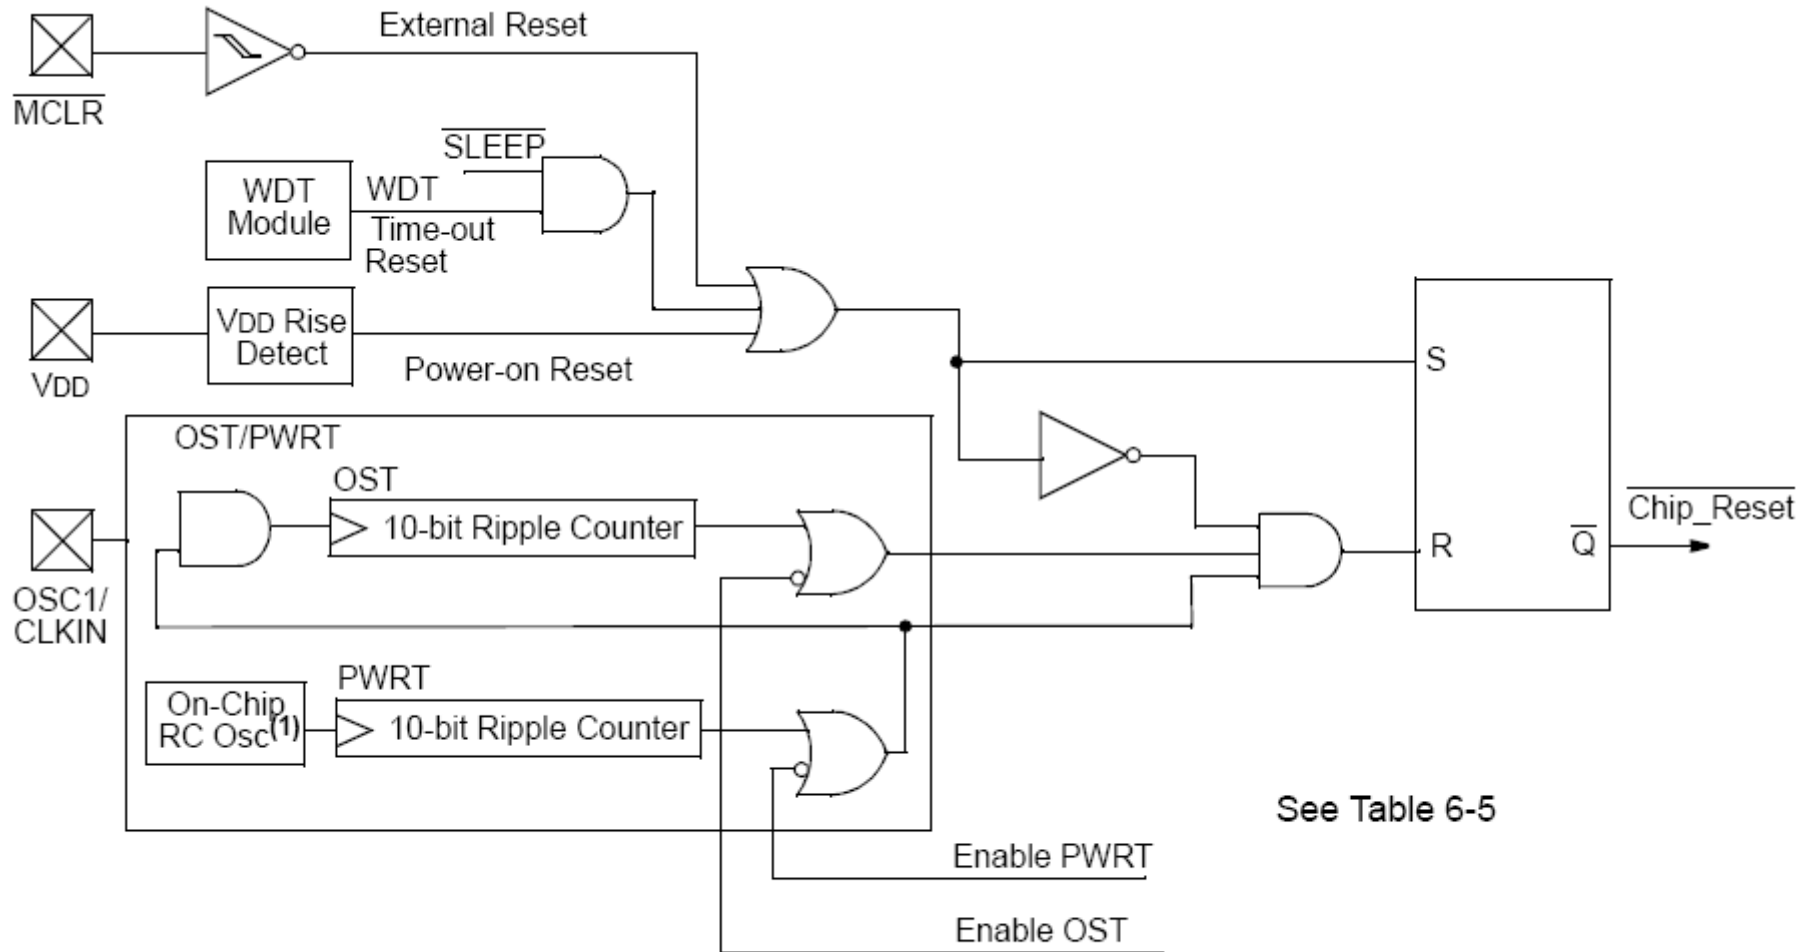 External Reset
MCLR
SLEEP
WDT
Module
WDT
Time-out
Reset
VDD Rise
Detect
Power-on Reset
VDD
S
OST/PWRT
OST
10-bit Ripple Counter
Chip_Reset
R
Q
OSC1/
CLKIN
PWRT
On-Chip
RC Osc(1)
10-bit Ripple Counter
See Table 6-5
Enable PWRT
Enable OST